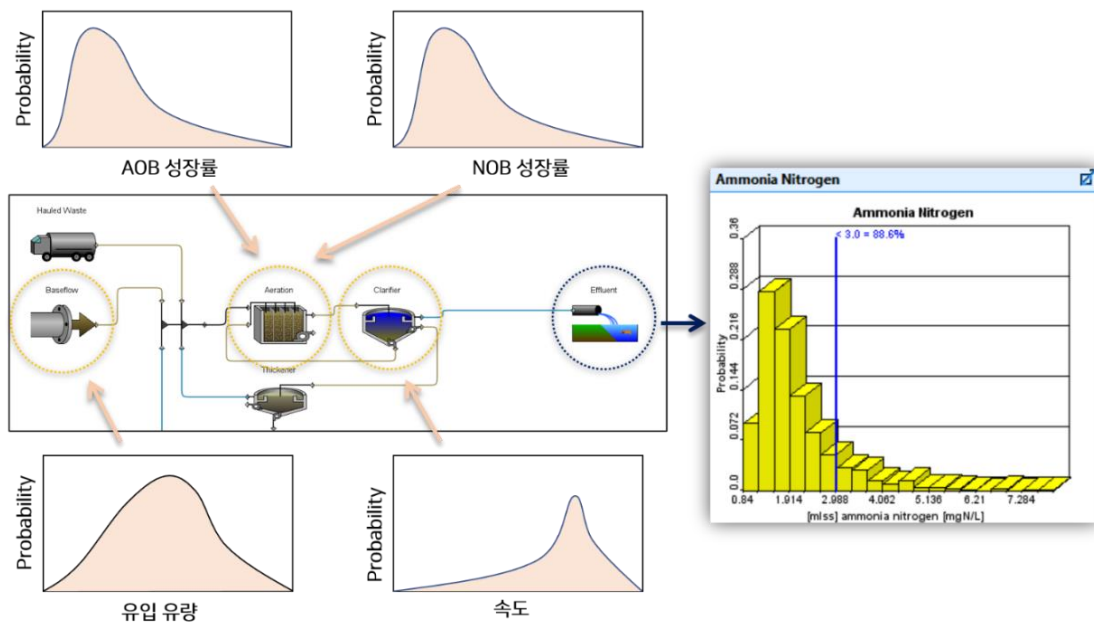 Probability
AOB 성장률
Probability
NOB 성장률
Hauled Waste
Baseflow
Aeration
Clarifier
Effluent
Thickener
Probability
유입 유량
Probability
속도
Ammonia Nitrogen
Ammonia Nitrogen
< 3.0 = 88.6%
Probability
0.36
0.288
0.216
0.144
0.072
0.0
0.84 1.914 2.988 4.062 5.136 6.21 7.284
[mlss] ammonia nitrogen [mgN/L]